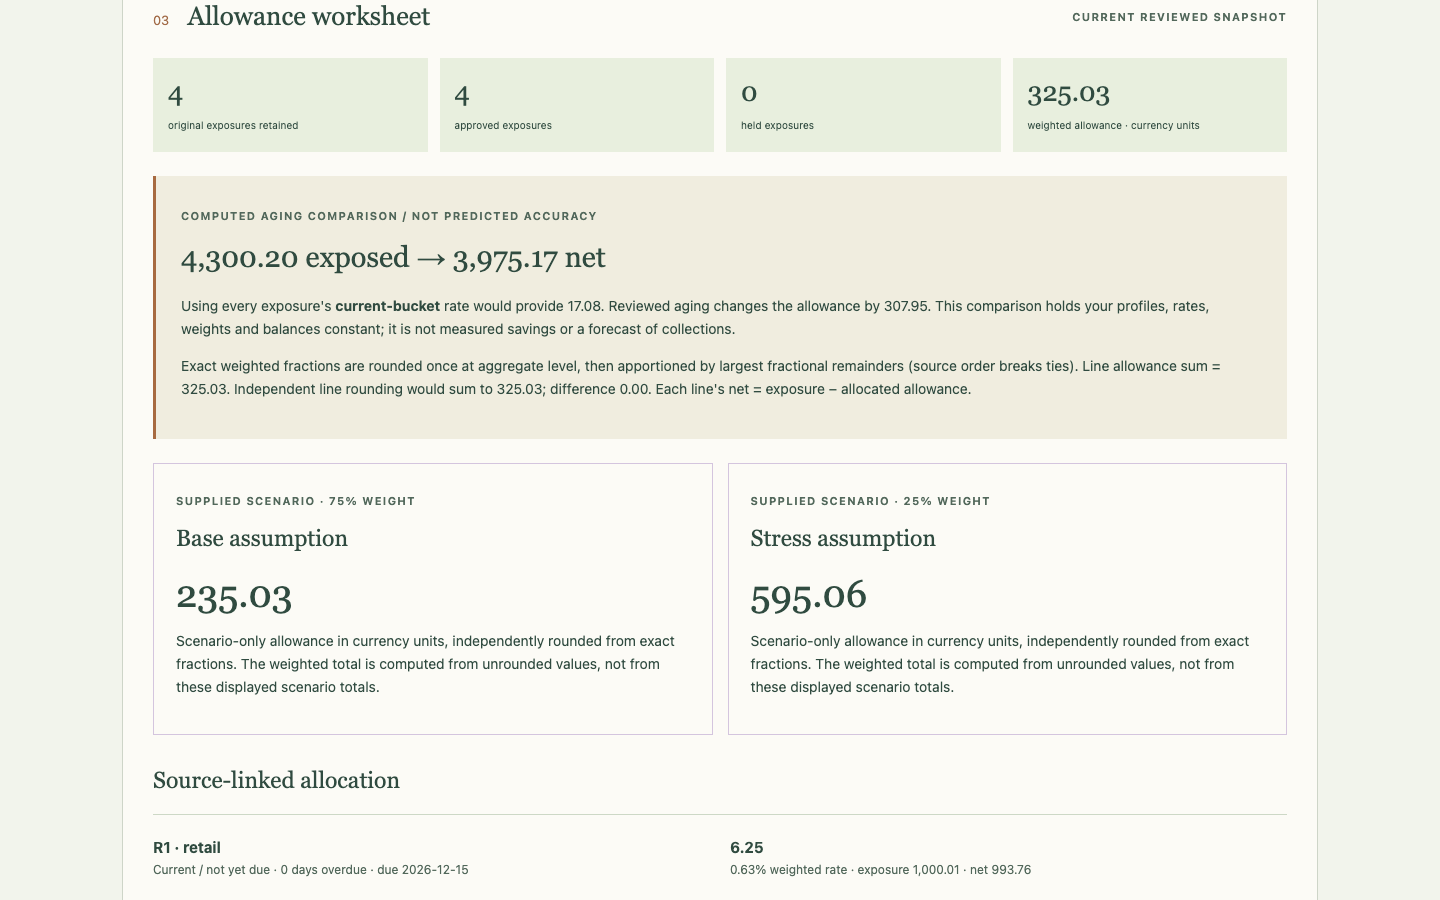 03 Allowance worksheet
CURRENT REVIEWED SNAPSHOT
4
original exposures retained
4
approved exposures
0
held exposures
325.03
weighted allowance · currency units
COMPUTED AGING COMPARISON / NOT PREDICTED ACCURACY
4,300.20 exposed → 3,975.17 net
Using every exposure's current-bucket rate would provide 17.08. Reviewed aging changes the allowance by 307.95. This comparison holds your profiles, rates,
weights and balances constant; it is not measured savings or a forecast of collections.
Exact weighted fractions are rounded once at aggregate level, then apportioned by largest fractional remainders (source order breaks ties). Line allowance sum =
325.03. Independent line rounding would sum to 325.03; difference 0.00. Each line's net = exposure − allocated allowance.
SUPPLIED SCENARIO · 75% WEIGHT
Base assumption
235.03
Scenario-only allowance in currency units, independently rounded from exact
fractions. The weighted total is computed from unrounded values, not from
these displayed scenario totals.
SUPPLIED SCENARIO · 25% WEIGHT
Stress assumption
595.06
Scenario-only allowance in currency units, independently rounded from exact
fractions. The weighted total is computed from unrounded values, not from
these displayed scenario totals.
Source-linked allocation
R1 · retail
Current / not yet due · 0 days overdue · due 2026-12-15
6.25
0.63% weighted rate · exposure 1,000.01 · net 993.76